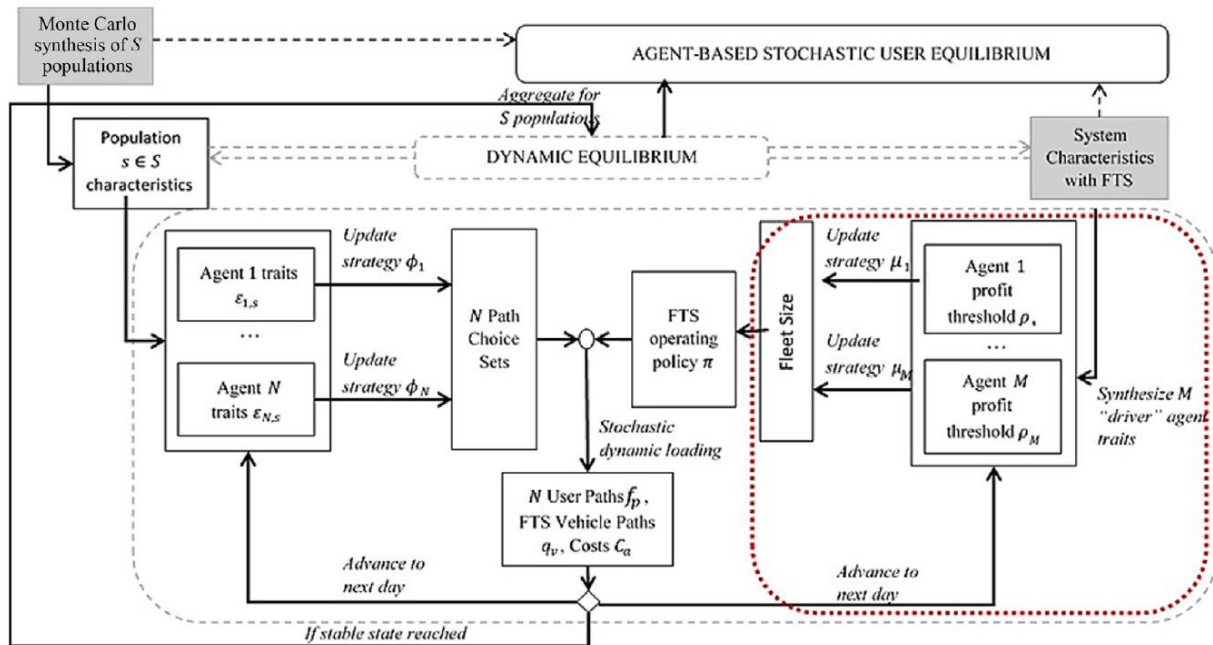 Monte Carlo
synthesis of S
populations
AGENT-BASED STOCHASTIC USER EQUILIBRIUM
Aggregate for
S populations
Population
s ∈ S
characteristics
DYNAMIC EQUILIBRIUM
System
Characteristics
with FTS
Agent 1 traits
ε1,s
...
Agent N
traits εN,s
Update
strategy ϕ1
Update
strategy ϕN
N Path
Choice
Sets
FTS
operating
policy π
Fleet Size
Update
strategy μ1
Update
strategy μM
Agent 1
profit
threshold ρ
...
Agent M
profit
threshold ρM
Synthesize M
"driver" agent
traits
Stochastic
dynamic loading
N User Paths fp,
FTS Vehicle Paths
qv, Costs Ca
Advance to
next day
Advance to
next day
If stable state reached